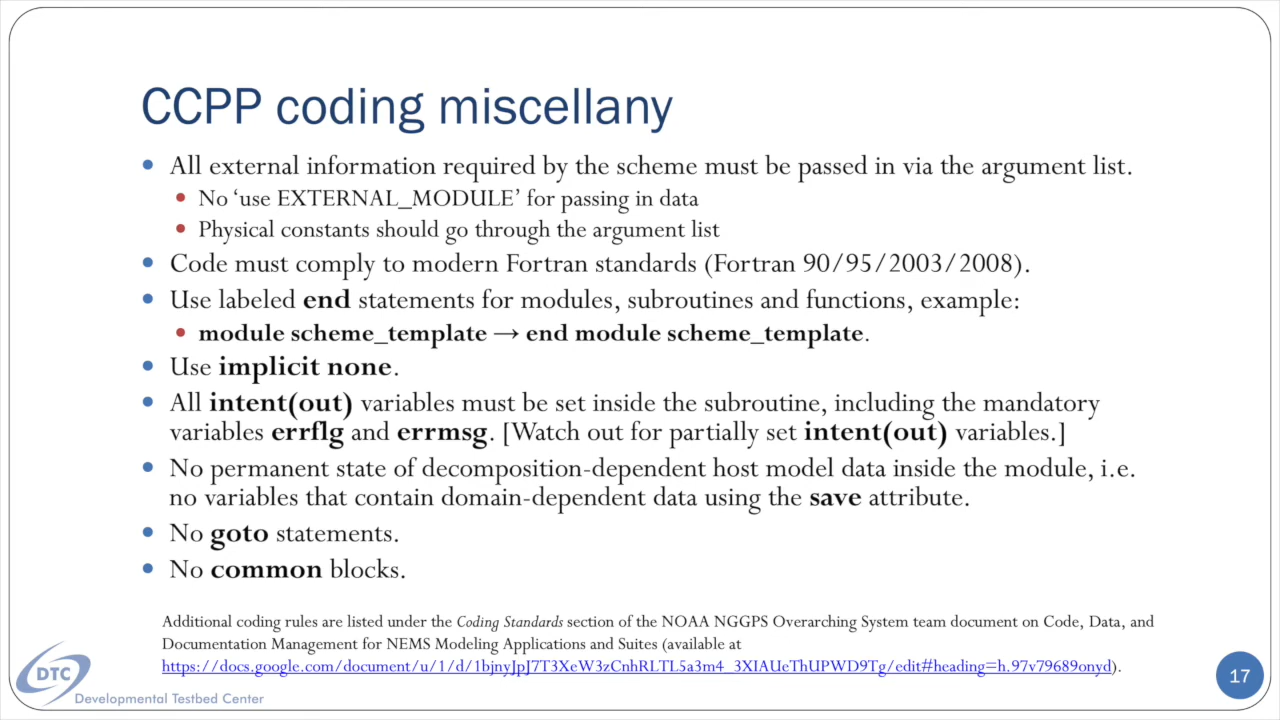 CCPP coding miscellany
• All external information required by the scheme must be passed in via the argument list.
• No ‘use EXTERNAL_MODULE’ for passing in data
• Physical constants should go through the argument list
• Code must comply to modern Fortran standards (Fortran 90/95/2003/2008).
• Use labeled end statements for modules, subroutines and functions, example:
• module scheme_template → end module scheme_template.
• Use implicit none.
• All intent(out) variables must be set inside the subroutine, including the mandatory
variables errflg and errmsg. [Watch out for partially set intent(out) variables.]
• No permanent state of decomposition-dependent host model data inside the module, i.e.
no variables that contain domain-dependent data using the save attribute.
• No goto statements.
• No common blocks.
Additional coding rules are listed under the Coding Standards section of the NOAA NGGPS Overarching System team document on Code, Data, and
Documentation Management for NEMS Modeling Applications and Suites (available at
https://docs.google.com/document/u/1/d/1bjnyJpJ7T3XeW3zCnhRLTL5a3m4_3XIAUeThUPWD9Tg/edit#heading=h.97v79689onyd).
DTC
Developmental Testbed Center
17